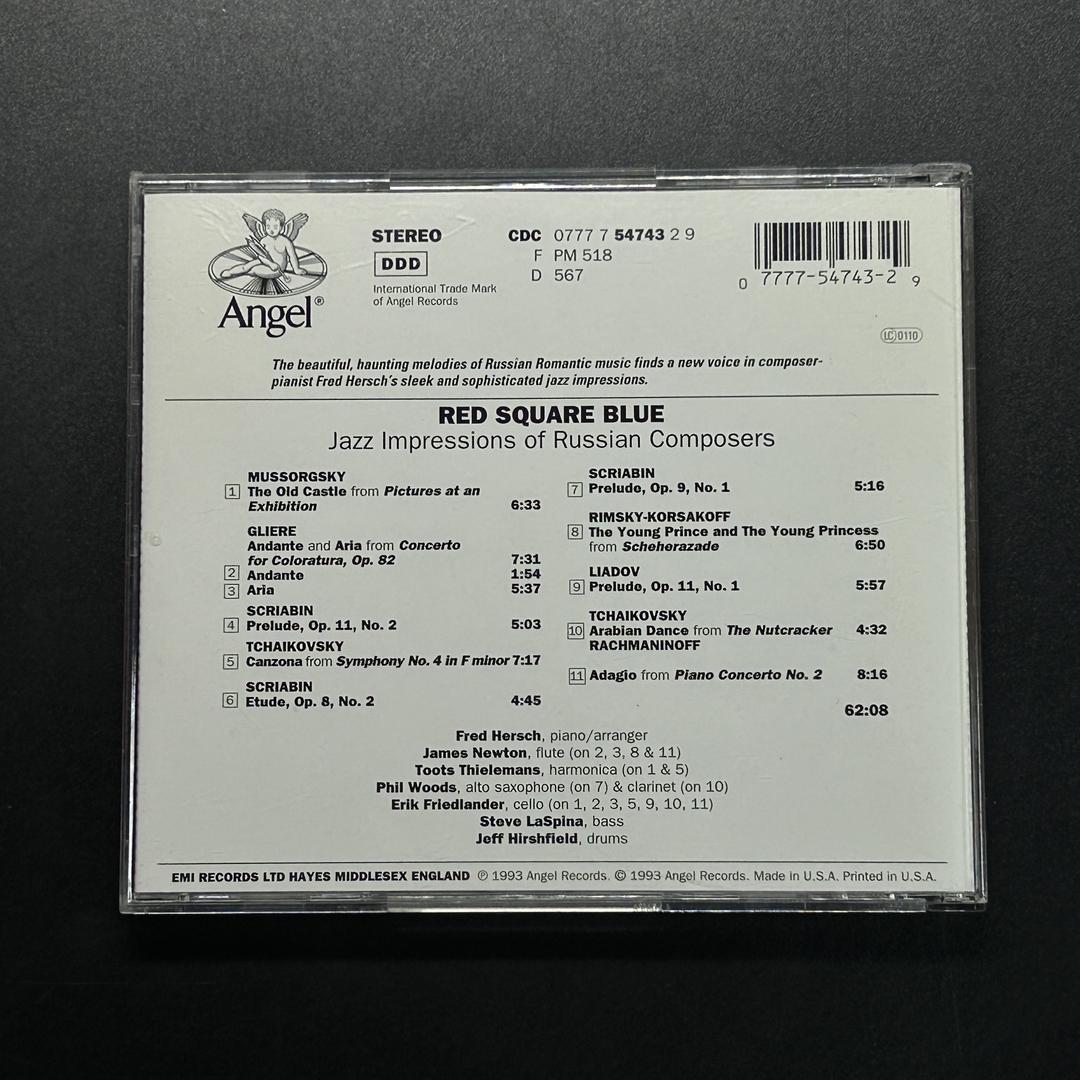 Angel®
STEREO
DDD
International Trade Mark
of Angel Records
CDC 0777 7 54743 2 9
F PM 518
D 567
0 7777-54743-2 9
LC 0110
The beautiful, haunting melodies of Russian Romantic music finds a new voice in composer-
pianist Fred Hersch's sleek and sophisticated jazz impressions.
RED SQUARE BLUE
Jazz Impressions of Russian Composers
MUSSORGSKY
1 The Old Castle from Pictures at an
Exhibition 6:33
GLIERE
Andante and Aria from Concerto
for Coloratura, Op. 82 7:31
2 Andante 1:54
3 Aria 5:37
SCRIABIN
4 Prelude, Op. 11, No. 2 5:03
TCHAIKOVSKY
5 Canzona from Symphony No. 4 in F minor 7:17
SCRIABIN
6 Etude, Op. 8, No. 2 4:45
SCRIABIN
7 Prelude, Op. 9, No. 1 5:16
RIMSKY-KORSAKOFF
8 The Young Prince and The Young Princess
from Scheherazade 6:50
LIADOV
9 Prelude, Op. 11, No. 1 5:57
TCHAIKOVSKY
10 Arabian Dance from The Nutcracker 4:32
RACHMANINOFF
11 Adagio from Piano Concerto No. 2 8:16
62:08
Fred Hersch, piano/arranger
James Newton, flute (on 2, 3, 8 & 11)
Toots Thielemans, harmonica (on 1 & 5)
Phil Woods, alto saxophone (on 7) & clarinet (on 10)
Erik Friedlander, cello (on 1, 2, 3, 5, 9, 10, 11)
Steve LaSpina, bass
Jeff Hirshfield, drums
EMI RECORDS LTD HAYES MIDDLESEX ENGLAND ℗ 1993 Angel Records. © 1993 Angel Records. Made in U.S.A. Printed in U.S.A.